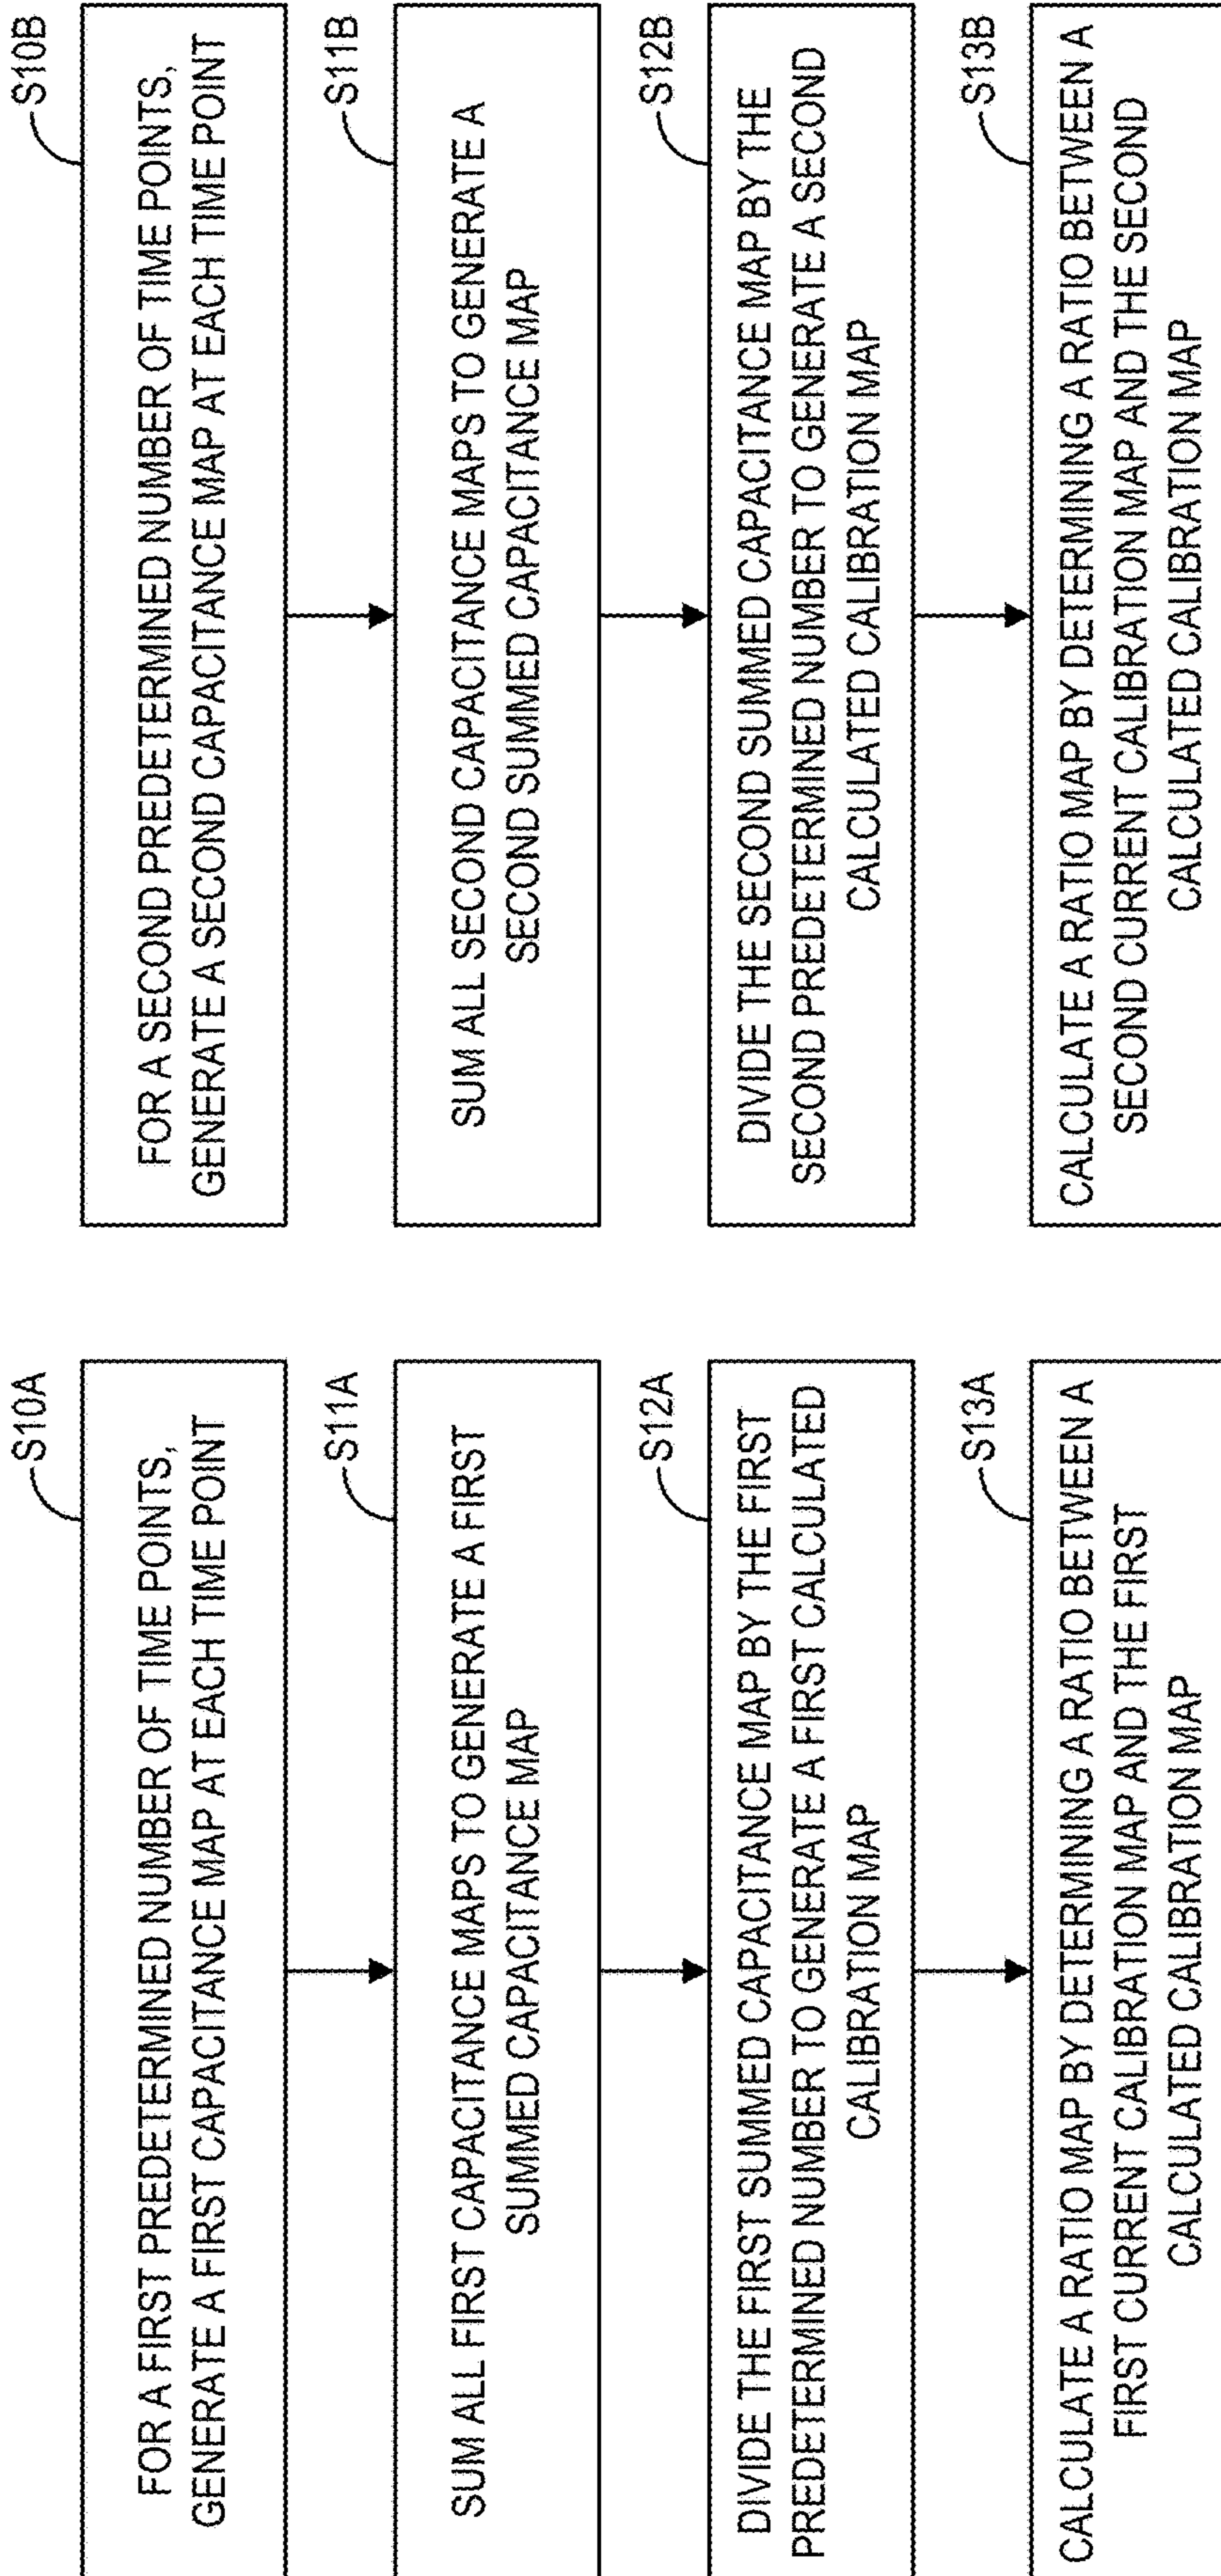 S10A
FOR A FIRST PREDETERMINED NUMBER OF TIME POINTS,
GENERATE A FIRST CAPACITANCE MAP AT EACH TIME POINT
S11A
SUM ALL FIRST CAPACITANCE MAPS TO GENERATE A FIRST
SUMMED CAPACITANCE MAP
S12A
DIVIDE THE FIRST SUMMED CAPACITANCE MAP BY THE FIRST
PREDETERMINED NUMBER TO GENERATE A FIRST CALCULATED
CALIBRATION MAP
S13A
CALCULATE A RATIO MAP BY DETERMINING A RATIO BETWEEN A
FIRST CURRENT CALIBRATION MAP AND THE FIRST
CALCULATED CALIBRATION MAP
S10B
FOR A SECOND PREDETERMINED NUMBER OF TIME POINTS,
GENERATE A SECOND CAPACITANCE MAP AT EACH TIME POINT
S11B
SUM ALL SECOND CAPACITANCE MAPS TO GENERATE A
SECOND SUMMED CAPACITANCE MAP
S12B
DIVIDE THE SECOND SUMMED CAPACITANCE MAP BY THE
SECOND PREDETERMINED NUMBER TO GENERATE A SECOND
CALCULATED CALIBRATION MAP
S13B
CALCULATE A RATIO MAP BY DETERMINING A RATIO BETWEEN A
SECOND CURRENT CALIBRATION MAP AND THE SECOND
CALCULATED CALIBRATION MAP